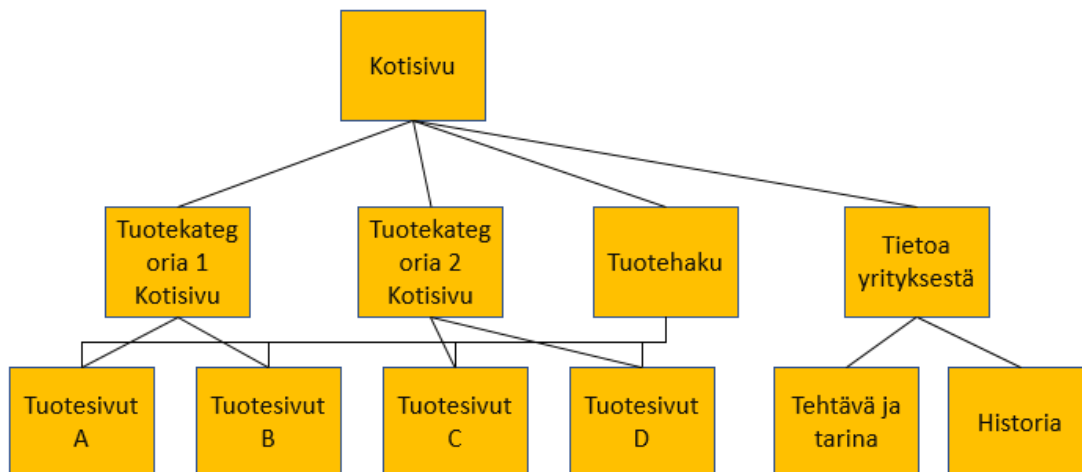 Kotisivu
Tuotekateg
oria 1
Kotisivu
Tuotekateg
oria 2
Kotisivu
Tuotehaku
Tietoa
yrityksestä
Tuotesivut
A
Tuotesivut
B
Tuotesivut
C
Tuotesivut
D
Tehtävä ja
tarina
Historia